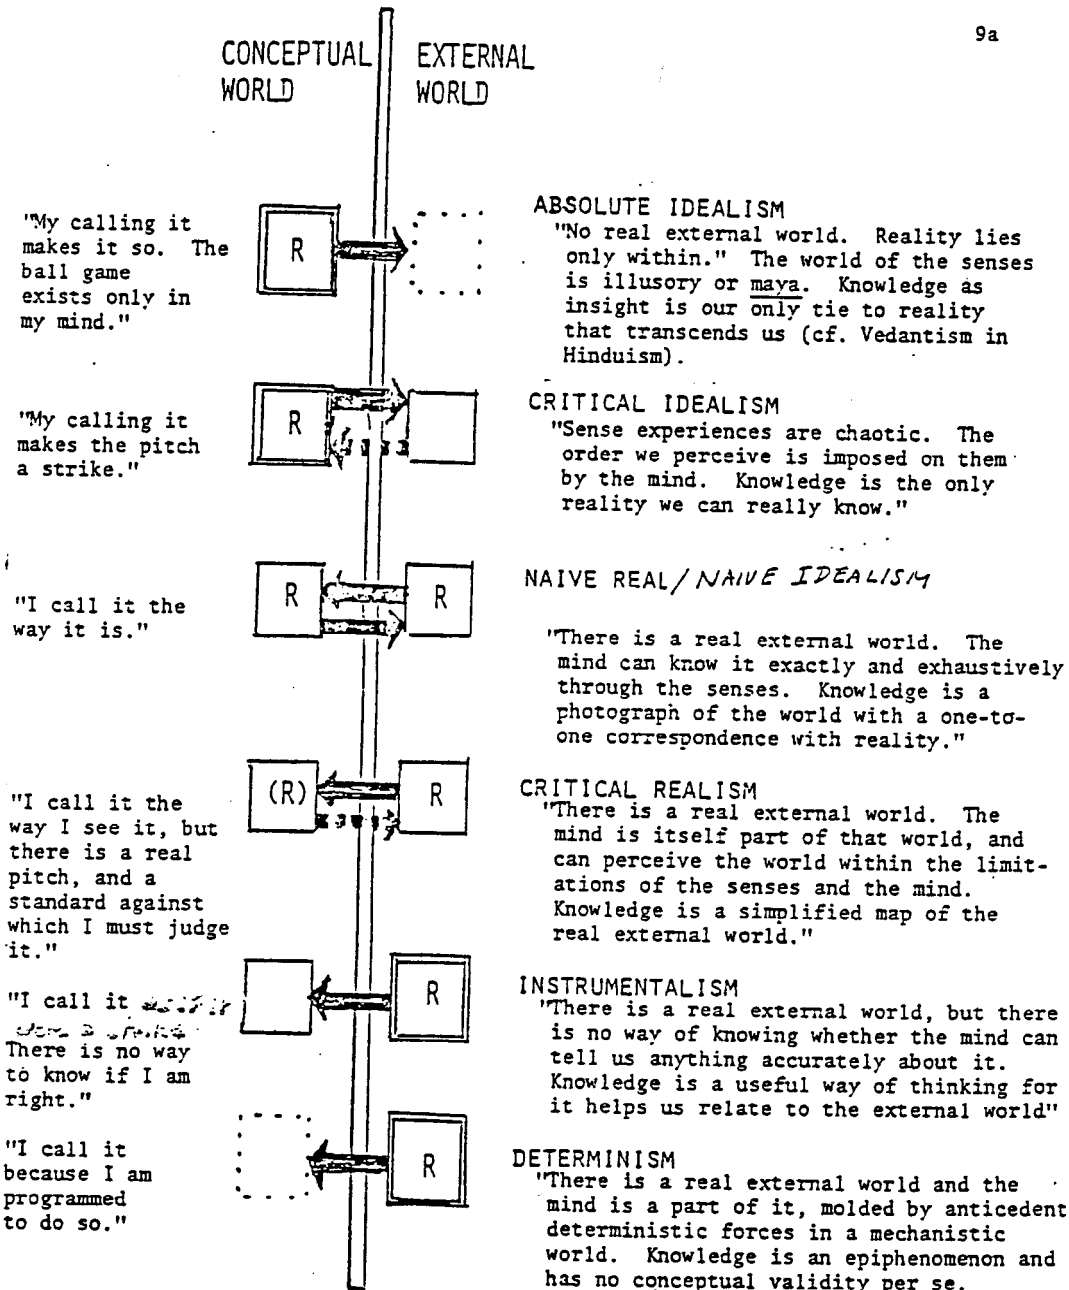 9a
CONCEPTUAL
WORLD
EXTERNAL
WORLD
"My calling it
makes it so. The
ball game
exists only in
my mind."
R
ABSOLUTE IDEALISM
"No real external world. Reality lies
only within." The world of the senses
is illusory or maya. Knowledge as
insight is our only tie to reality
that transcends us (cf. Vedantism in
Hinduism).
"My calling it
makes the pitch
a strike."
R
CRITICAL IDEALISM
"Sense experiences are chaotic. The
order we perceive is imposed on them
by the mind. Knowledge is the only
reality we can really know."
"I call it the
way it is."
R
R
NAIVE REAL/NAIVE IDEALISM
"There is a real external world. The
mind can know it exactly and exhaustively
through the senses. Knowledge is a
photograph of the world with a one-to-
one correspondence with reality."
"I call it the
way I see it, but
there is a real
pitch, and a
standard against
which I must judge
it."
(R)
R
CRITICAL REALISM
"There is a real external world. The
mind is itself part of that world, and
can perceive the world within the limit-
ations of the senses and the mind.
Knowledge is a simplified map of the
real external world."
"I call it
There is no way
to know if I am
right."
R
INSTRUMENTALISM
"There is a real external world, but there
is no way of knowing whether the mind can
tell us anything accurately about it.
Knowledge is a useful way of thinking for
it helps us relate to the external world"
"I call it
because I am
programmed
to do so."
R
DETERMINISM
"There is a real external world and the
mind is a part of it, molded by anticedent
deterministic forces in a mechanistic
world. Knowledge is an epiphenomenon and
has no conceptual validity per se.